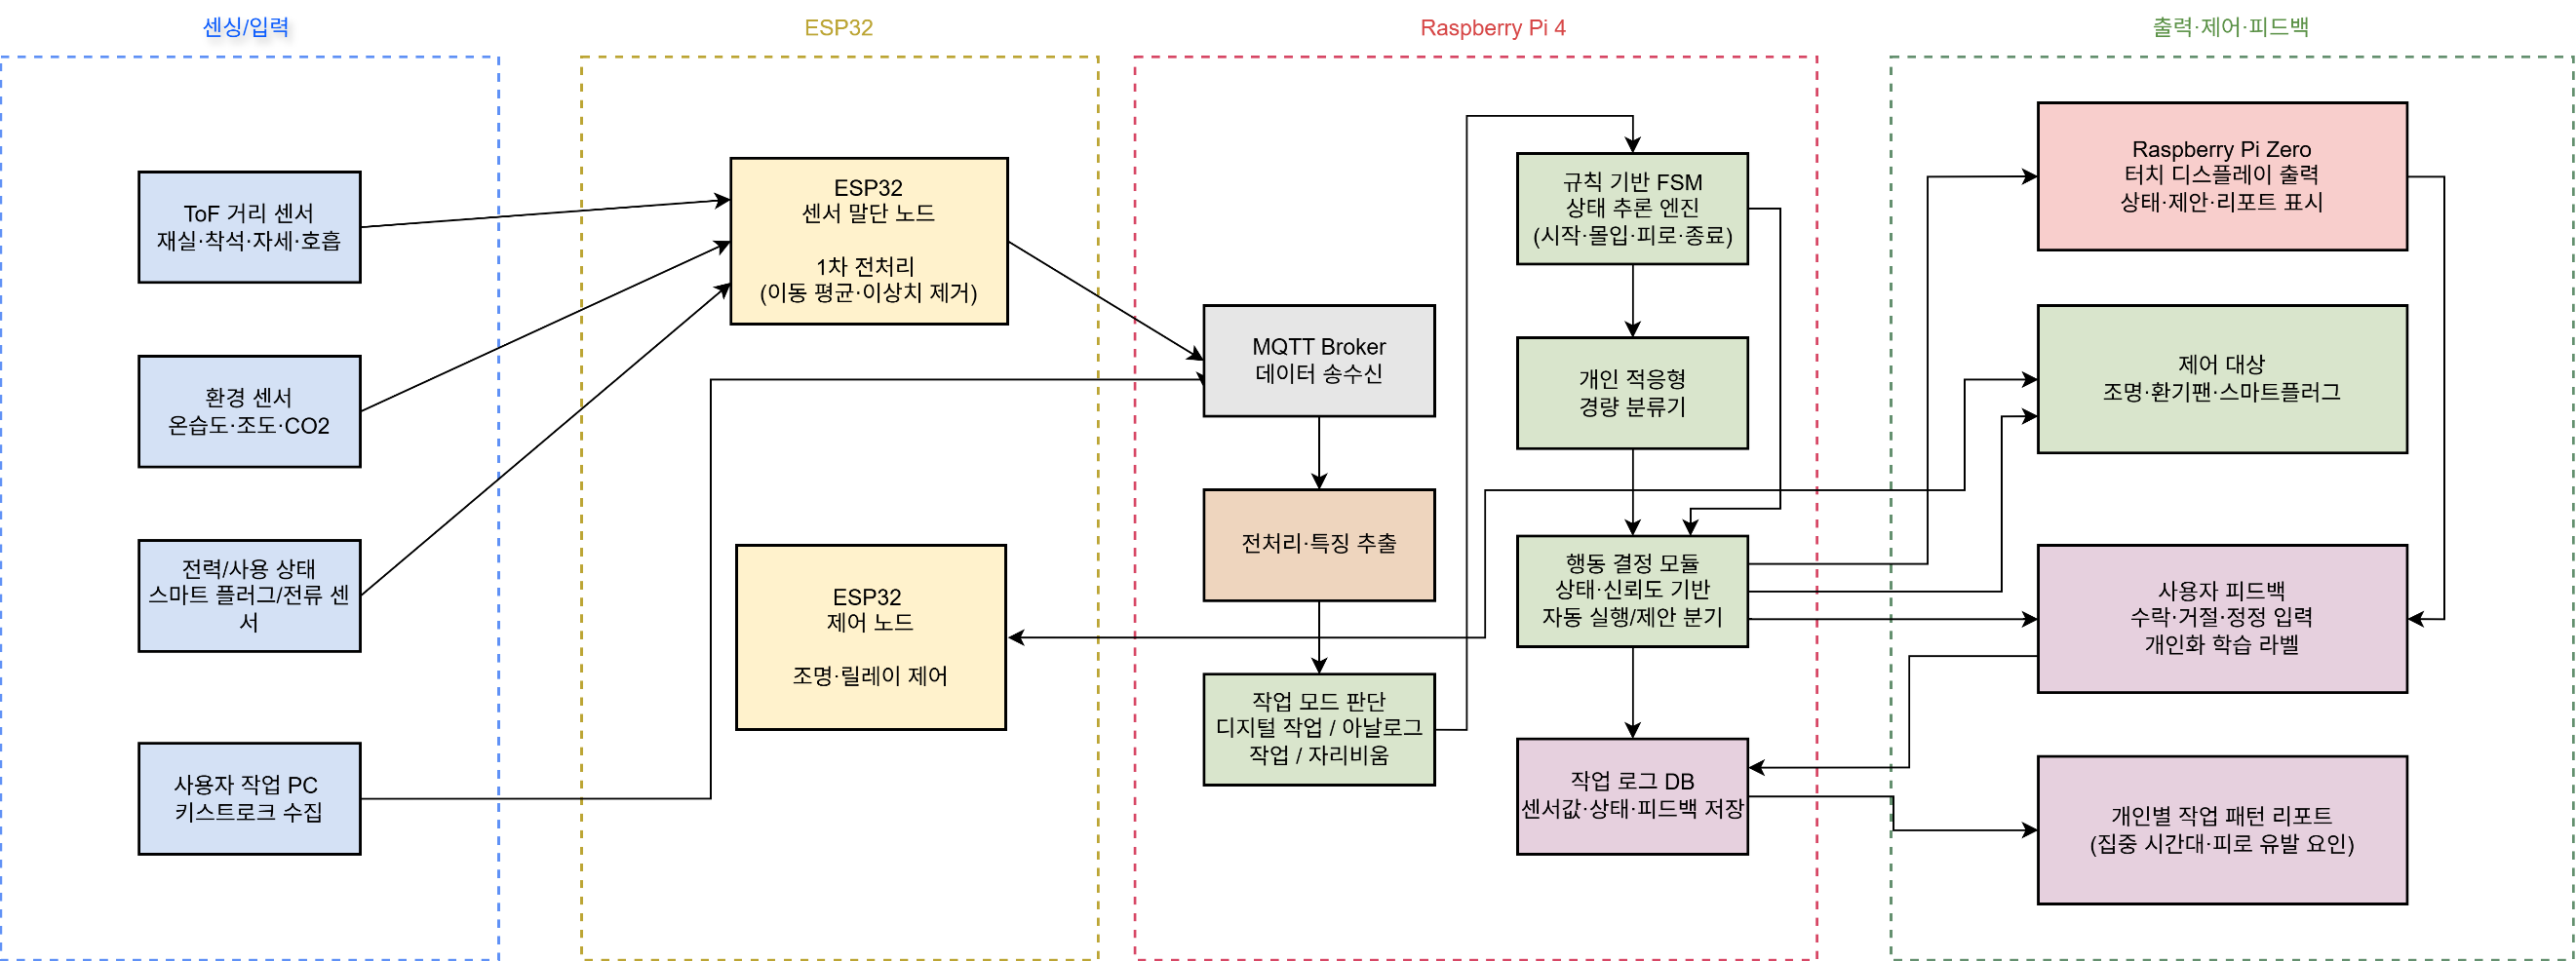 센싱/입력
ESP32
Raspberry Pi 4
출력·제어·피드백
ToF 거리 센서
재실·착석·자세·호흡
환경 센서
온습도·조도·CO2
전력/사용 상태
스마트 플러그/전류 센
서
사용자 작업 PC
키스트로크 수집
ESP32
센서 말단 노드
1차 전처리
(이동 평균·이상치 제거)
ESP32
제어 노드
조명·릴레이 제어
MQTT Broker
데이터 송수신
전처리·특징 추출
작업 모드 판단
디지털 작업 / 아날로그
작업 / 자리비움
규칙 기반 FSM
상태 추론 엔진
(시작·몰입·피로·종료)
개인 적응형
경량 분류기
행동 결정 모듈
상태·신뢰도 기반
자동 실행/제안 분기
작업 로그 DB
센서값·상태·피드백 저장
Raspberry Pi Zero
터치 디스플레이 출력
상태·제안·리포트 표시
제어 대상
조명·환기팬·스마트플러그
사용자 피드백
수락·거절·정정 입력
개인화 학습 라벨
개인별 작업 패턴 리포트
(집중 시간대·피로 유발 요인)